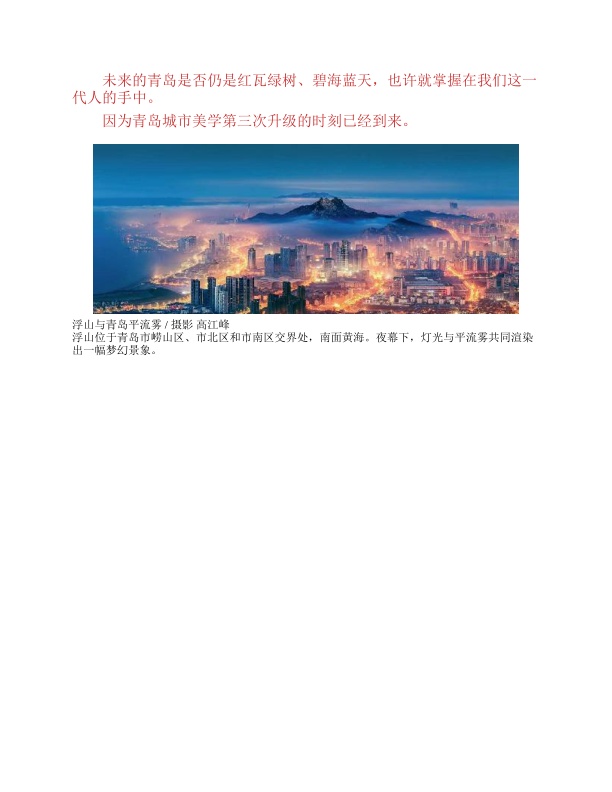 未来的青岛是否仍是红瓦绿树、碧海蓝天，也许就掌握在我们这一
代人的手中。
因为青岛城市美学第三次升级的时刻已经到来。
浮山与青岛平流雾 / 摄影 高江峰
浮山位于青岛市崂山区、市北区和市南区交界处，南面黄海。夜幕下，灯光与平流雾共同渲染
出一幅梦幻景象。